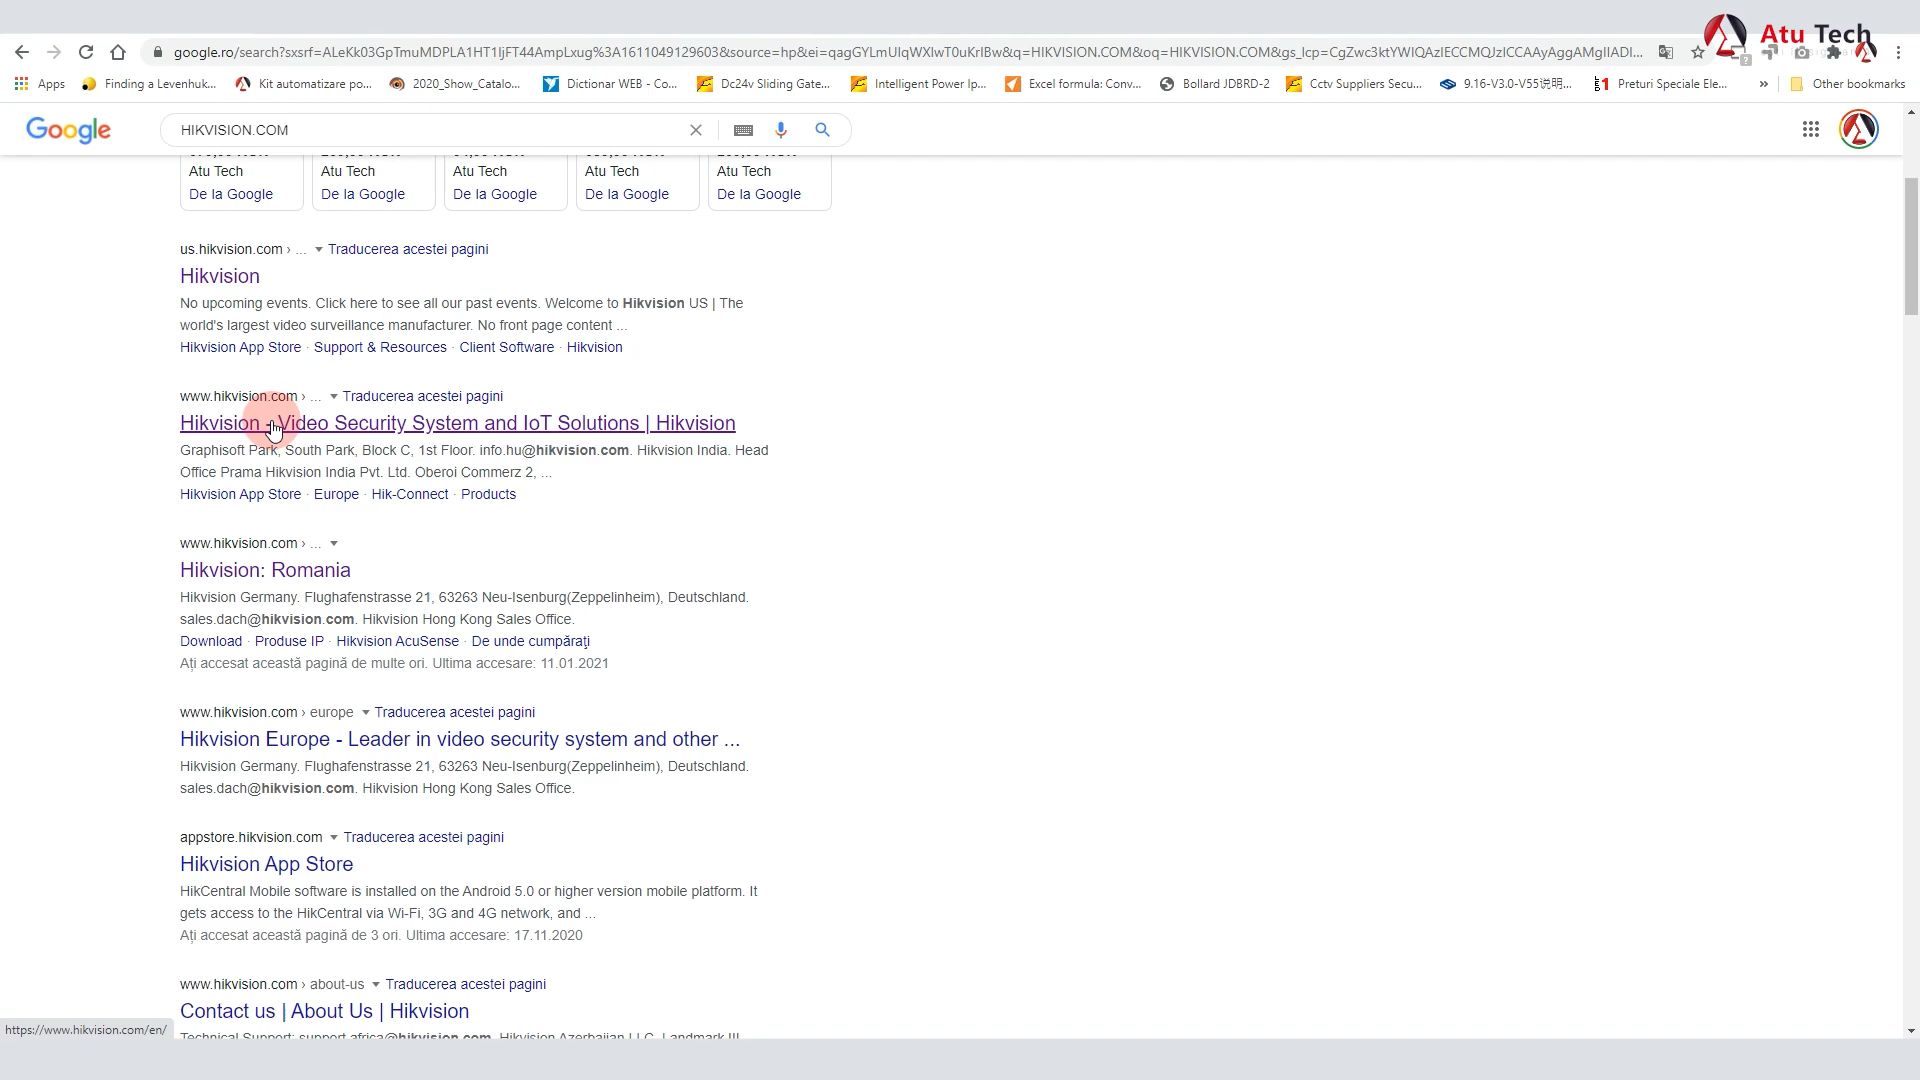 Atu Tech
google.ro/search?sxsrf=ALeKk03GpTmuMDPLA1HT1IjFT44AmpLxug%3A1611049129603&source=hp&ei=qagGYLmUIqWXlwT0uKrIBw&q=HIKVISION.COM&oq=HIKVISION.COM&gs_lcp=CgZwc3ktYWIQAzIECCMQJzICCAAyAggAMgIIADI...
Apps Finding a Levenhuk... Kit automatizare po... 2020_Show_Catalo... Dictionar WEB - Co... Dc24v Sliding Gate... Intelligent Power Ip... Excel formula: Conv... Bollard JDBRD-2 Cctv Suppliers Secu... 9.16-V3.0-V55说明... Preturi Speciale Ele... » Other bookmarks
Google HIKVISION.COM
Atu Tech Atu Tech Atu Tech Atu Tech Atu Tech
De la Google De la Google De la Google De la Google De la Google
us.hikvision.com › ... Traducerea acestei pagini
Hikvision
No upcoming events. Click here to see all our past events. Welcome to Hikvision US | The
world's largest video surveillance manufacturer. No front page content ...
Hikvision App Store · Support & Resources · Client Software · Hikvision
www.hikvision.com › ... Traducerea acestei pagini
Hikvision - Video Security System and IoT Solutions | Hikvision
Graphisoft Park, South Park, Block C, 1st Floor. info.hu@hikvision.com. Hikvision India. Head
Office Prama Hikvision India Pvt. Ltd. Oberoi Commerz 2, ...
Hikvision App Store · Europe · Hik-Connect · Products
www.hikvision.com › ...
Hikvision: Romania
Hikvision Germany. Flughafenstrasse 21, 63263 Neu-Isenburg(Zeppelinheim), Deutschland.
sales.dach@hikvision.com. Hikvision Hong Kong Sales Office.
Download · Produse IP · Hikvision AcuSense · De unde cumpărați
Ați accesat această pagină de multe ori. Ultima accesare: 11.01.2021
www.hikvision.com › europe Traducerea acestei pagini
Hikvision Europe - Leader in video security system and other ...
Hikvision Germany. Flughafenstrasse 21, 63263 Neu-Isenburg(Zeppelinheim), Deutschland.
sales.dach@hikvision.com. Hikvision Hong Kong Sales Office.
appstore.hikvision.com Traducerea acestei pagini
Hikvision App Store
HikCentral Mobile software is installed on the Android 5.0 or higher version mobile platform. It
gets access to the HikCentral via Wi-Fi, 3G and 4G network, and ...
Ați accesat această pagină de 3 ori. Ultima accesare: 17.11.2020
www.hikvision.com › about-us Traducerea acestei pagini
Contact us | About Us | Hikvision
Technical Support: support.africa@hikvision.com. Hikvision Azerbaijan LLC. Landmark III
https://www.hikvision.com/en/